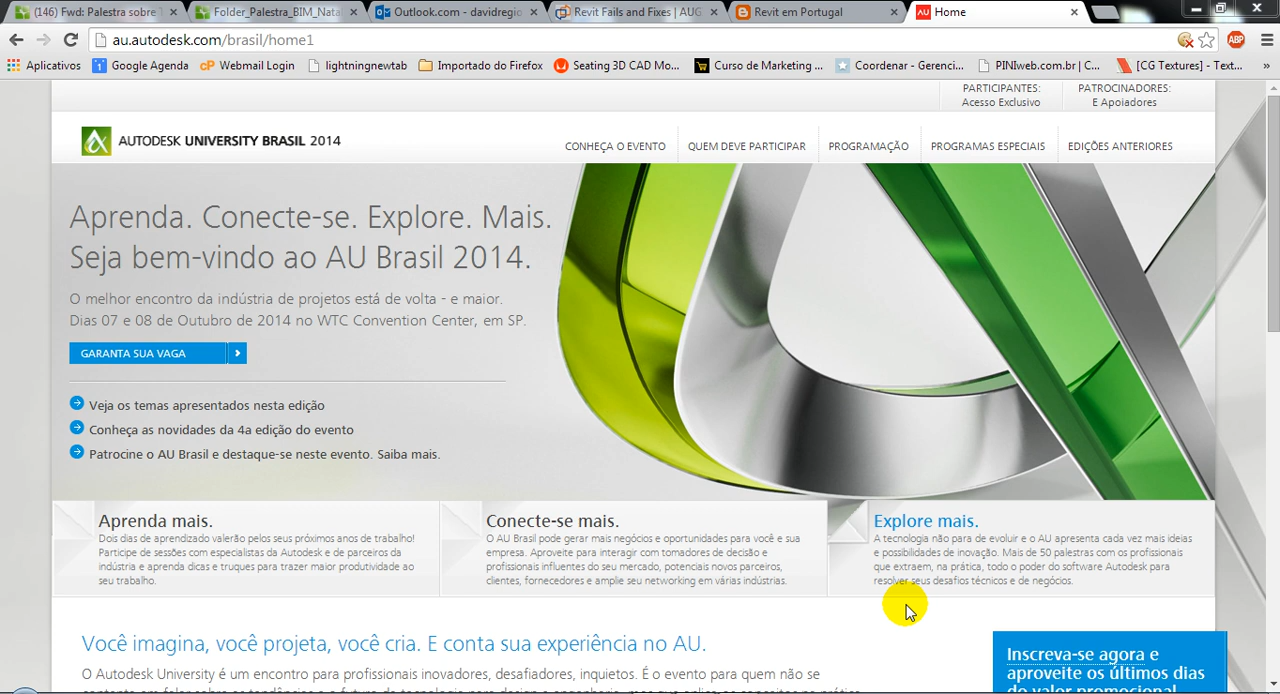 (146) Fwd: Palestra sobre
Folder_Palestra_BIM_Nata
Outlook.com - davidregio
Revit Fails and Fixes | AUG
Revit em Portugal
AU Home
au.autodesk.com/brasil/home1
ABP
Aplicativos
Google Agenda
cP Webmail Login
lightningnewtab
Importado do Firefox
Seating 3D CAD Mo...
Curso de Marketing ...
Coordenar - Gerenci...
PINIweb.com.br | C...
[CG Textures] - Text...
»
PARTICIPANTES:
Acesso Exclusivo
PATROCINADORES:
E Apoiadores
AUTODESK UNIVERSITY BRASIL 2014
CONHEÇA O EVENTO
QUEM DEVE PARTICIPAR
PROGRAMAÇÃO
PROGRAMAS ESPECIAIS
EDIÇÕES ANTERIORES
Aprenda. Conecte-se. Explore. Mais.
Seja bem-vindo ao AU Brasil 2014.
O melhor encontro da indústria de projetos está de volta - e maior.
Dias 07 e 08 de Outubro de 2014 no WTC Convention Center, em SP.
GARANTA SUA VAGA
Veja os temas apresentados nesta edição
Conheça as novidades da 4a edição do evento
Patrocine o AU Brasil e destaque-se neste evento. Saiba mais.
Aprenda mais.
Dois dias de aprendizado valerão pelos seus próximos anos de trabalho!
Participe de sessões com especialistas da Autodesk e de parceiros da
indústria e aprenda dicas e truques para trazer maior produtividade ao
seu trabalho.
Conecte-se mais.
O AU Brasil pode gerar mais negócios e oportunidades para você e sua
empresa. Aproveite para interagir com tomadores de decisão e
profissionais influentes do seu mercado, potenciais novos parceiros,
clientes, fornecedores e amplie seu networking em várias indústrias.
Explore mais.
A tecnologia não para de evoluir e o AU apresenta cada vez mais ideias
e possibilidades de inovação. Mais de 50 palestras com os profissionais
que extraem, na prática, todo o poder do software Autodesk para
resolver seus desafios técnicos e de negócios.
Você imagina, você projeta, você cria. E conta sua experiência no AU.
O Autodesk University é um encontro para profissionais inovadores, desafiadores, inquietos. É o evento para quem não se
Inscreva-se agora e
aproveite os últimos dias
do valor promocional